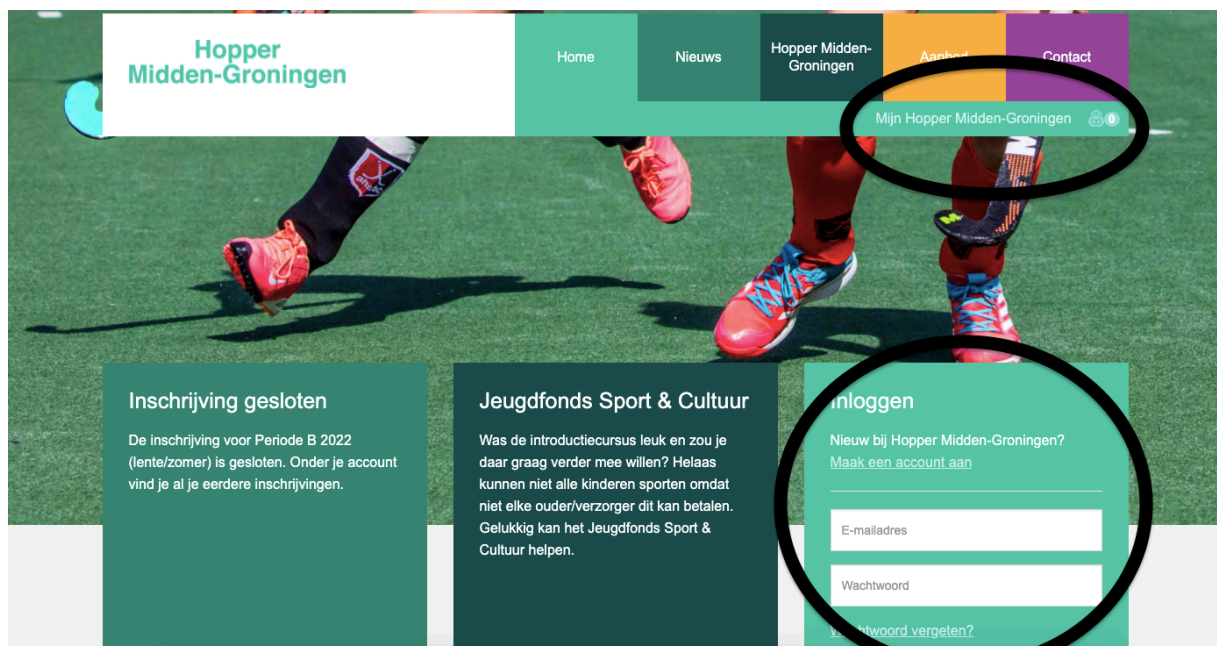 Hopper
Midden-Groningen
Home
Nieuws
Hopper Midden-
Groningen
Aanbod
Contact
Mijn Hopper Midden-Groningen
0
Inschrijving gesloten
De inschrijving voor Periode B 2022
(lente/zomer) is gesloten. Onder je account
vind je al je eerdere inschrijvingen.
Jeugdfonds Sport & Cultuur
Was de introductiecursus leuk en zou je
daar graag verder mee willen? Helaas
kunnen niet alle kinderen sporten omdat
niet elke ouder/verzorger dit kan betalen.
Gelukkig kan het Jeugdfonds Sport &
Cultuur helpen.
Inloggen
Nieuw bij Hopper Midden-Groningen?
Maak een account aan
E-mailadres
Wachtwoord
Wachtwoord vergeten?